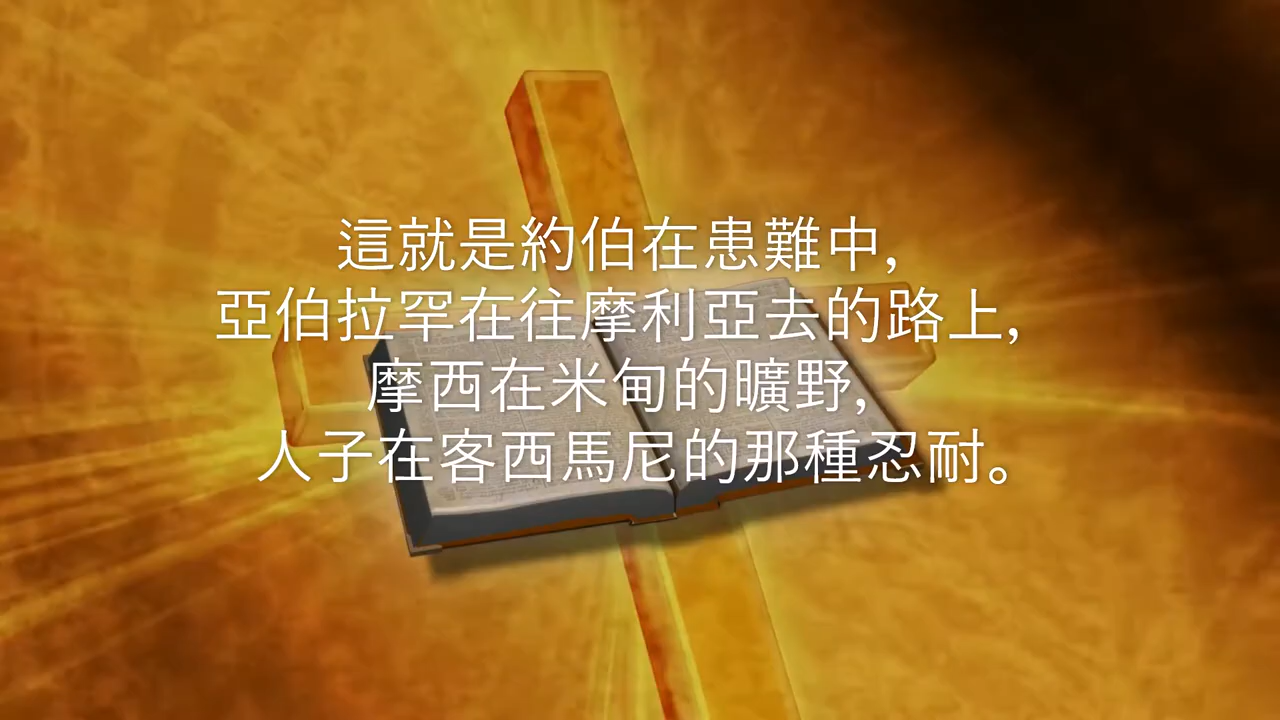 這就是約伯在患難中,
亞伯拉罕在往摩利亞去的路上,
摩西在米甸的曠野,
人子在客西馬尼的那種忍耐。